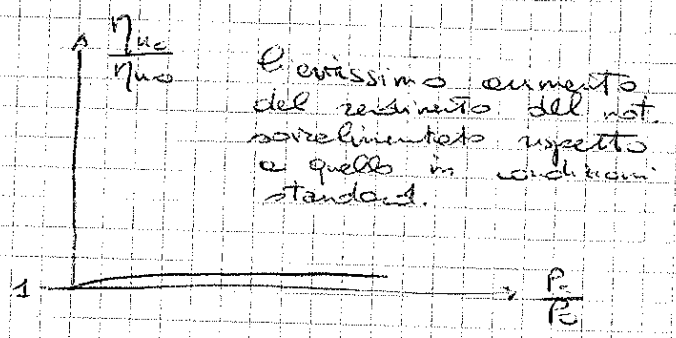 ηuc
ηuo
lievissimo aumento
del rendimento del mot.
sovralimentato rispetto
a quello in condizioni
standard.
1
Pc
Po